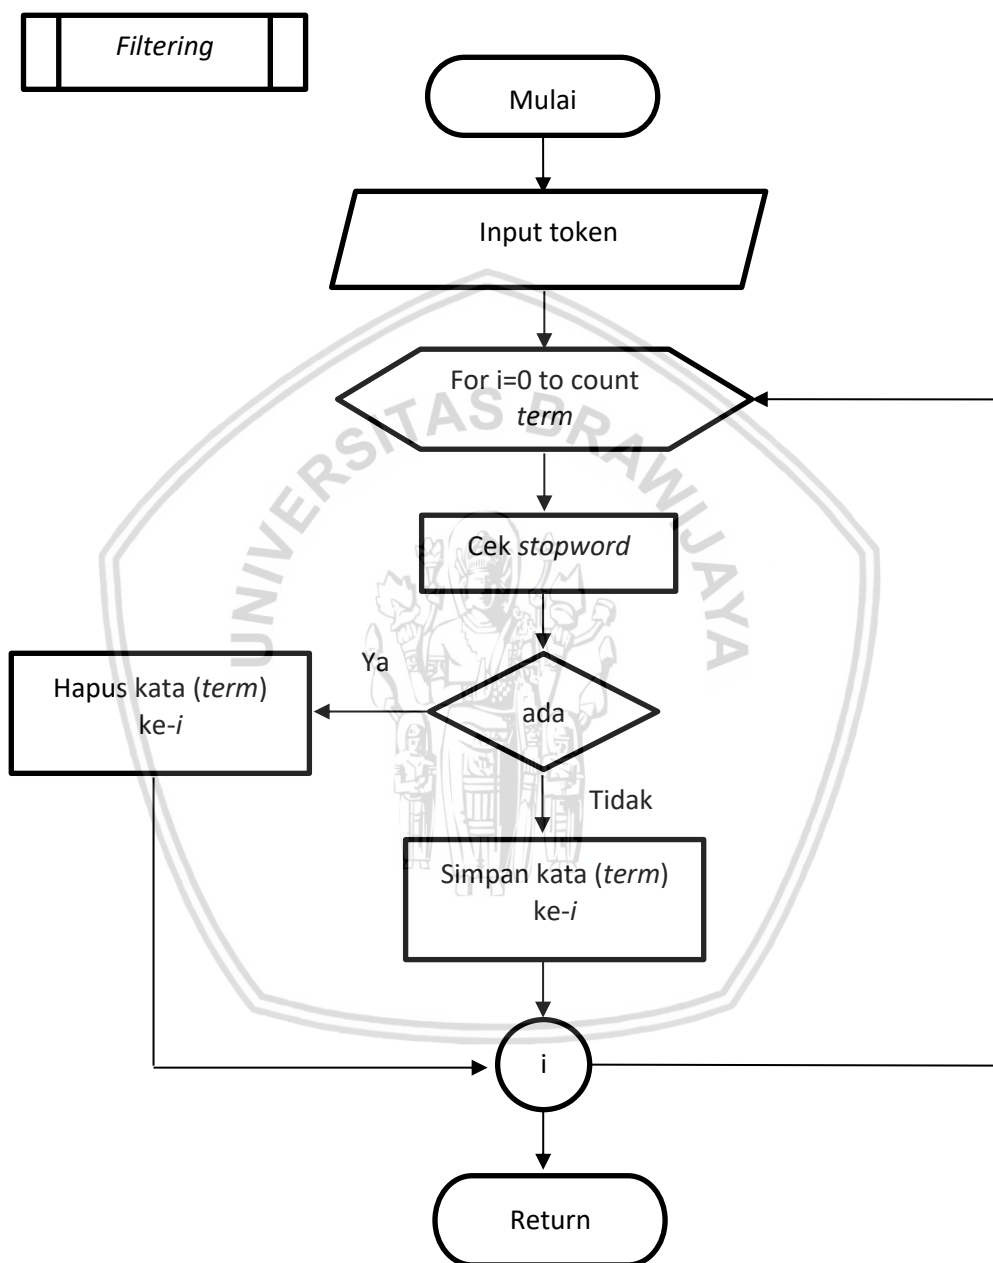 Filtering
Mulai
Input token
For i=0 to count
term
UNIVERSITAS BRAWIJAYA
Cek stopword
Ya
Hapus kata (term)
ke-i
ada
Tidak
Simpan kata (term)
ke-i
i
Return